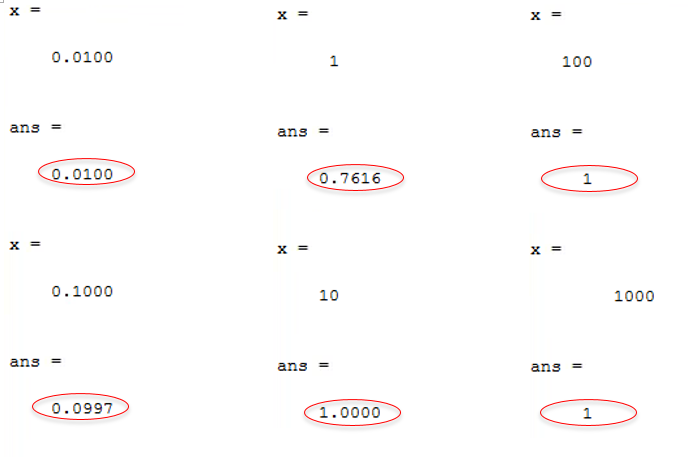 x =
0.0100
ans =
0.0100
x =
0.1000
ans =
0.0997
x =
1
ans =
0.7616
x =
10
ans =
1.0000
x =
100
ans =
1
x =
1000
ans =
1